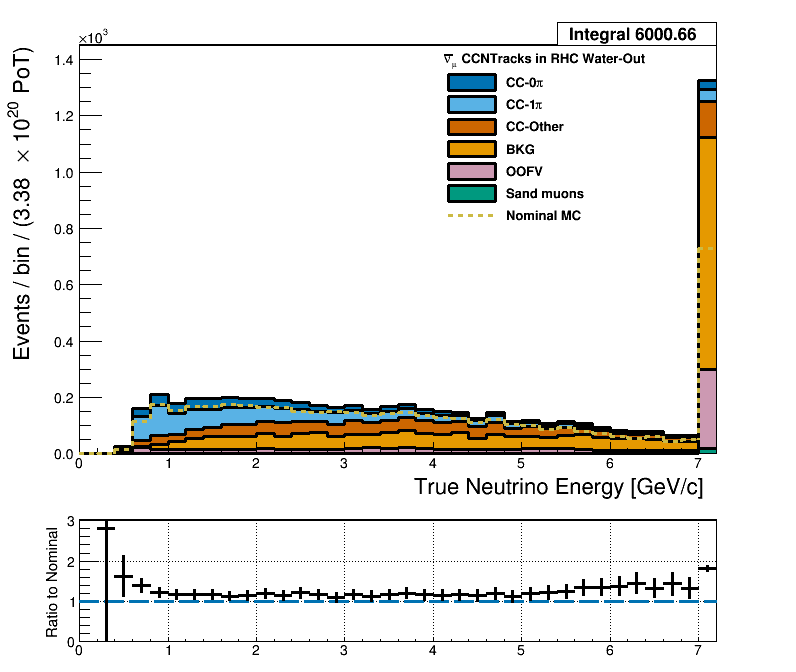 Integral 6000.66
×10³
ν̅μ CCNTracks in RHC Water-Out
CC-0π
CC-1π
CC-Other
BKG
OOFV
Sand muons
Nominal MC
Events / bin / (3.38 × 10²⁰ PoT)
1.4
1.2
1.0
0.8
0.6
0.4
0.2
0.0
0 1 2 3 4 5 6 7
True Neutrino Energy [GeV/c]
Ratio to Nominal
3
2
1
0
0 1 2 3 4 5 6 7